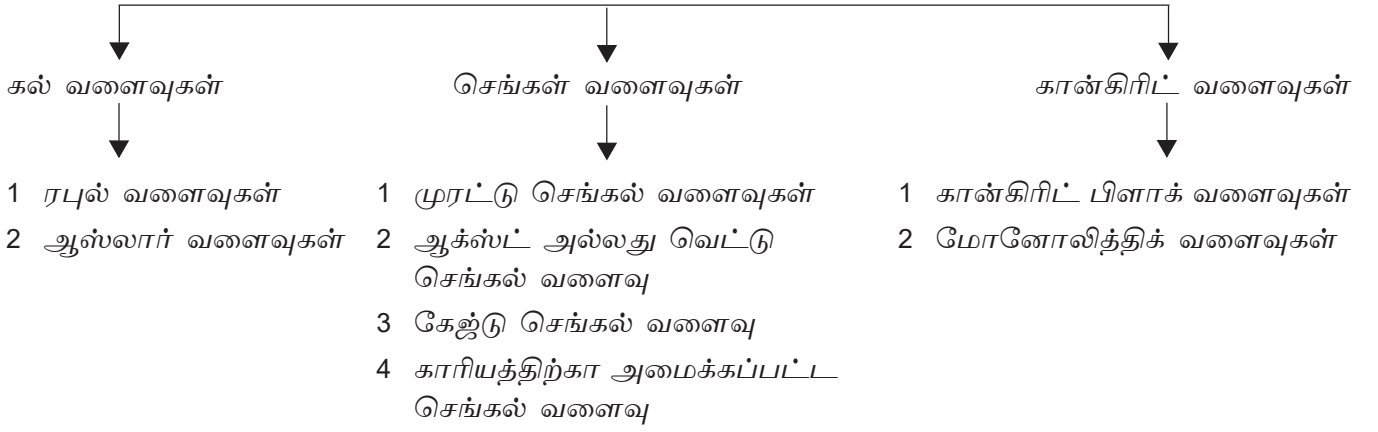 கல் வளைவுகள்
செங்கள் வளைவுகள்
கான்கிரிட் வளைவுகள்
1 ரபுல் வளைவுகள்
2 ஆஸ்லார் வளைவுகள்
1 முரட்டு செங்கல் வளைவுகள்
2 ஆக்ஸ்ட் அல்லது வெட்டு
செங்கல் வளைவு
3 கேஜ்டு செங்கல் வளைவு
4 காரியத்திற்கா அமைக்கப்பட்ட
செங்கல் வளைவு
1 கான்கிரிட் பிளாக் வளைவுகள்
2 மோனோலித்திக் வளைவுகள்